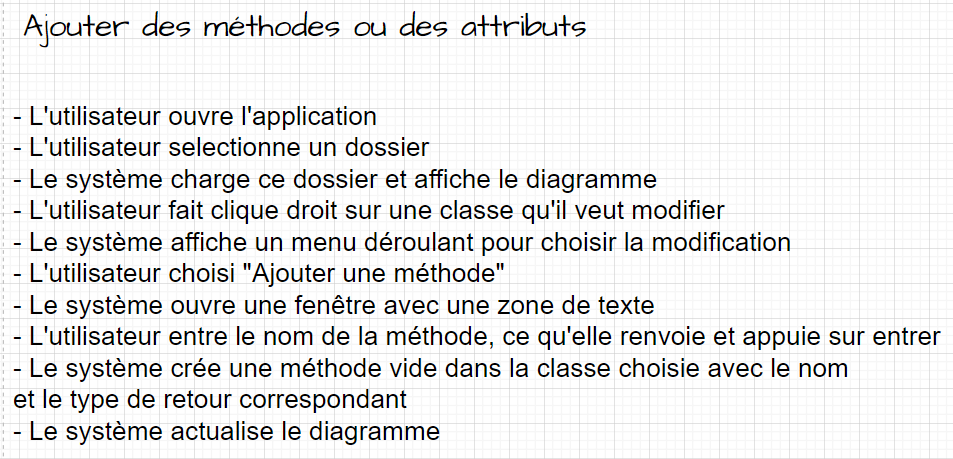 Ajouter des méthodes ou des attributs
- L'utilisateur ouvre l'application
- L'utilisateur selectionne un dossier
- Le système charge ce dossier et affiche le diagramme
- L'utilisateur fait clique droit sur une classe qu'il veut modifier
- Le système affiche un menu déroulant pour choisir la modification
- L'utilisateur choisi "Ajouter une méthode"
- Le système ouvre une fenêtre avec une zone de texte
- L'utilisateur entre le nom de la méthode, ce qu'elle renvoie et appuie sur entrer
- Le système crée une méthode vide dans la classe choisie avec le nom
et le type de retour correspondant
- Le système actualise le diagramme